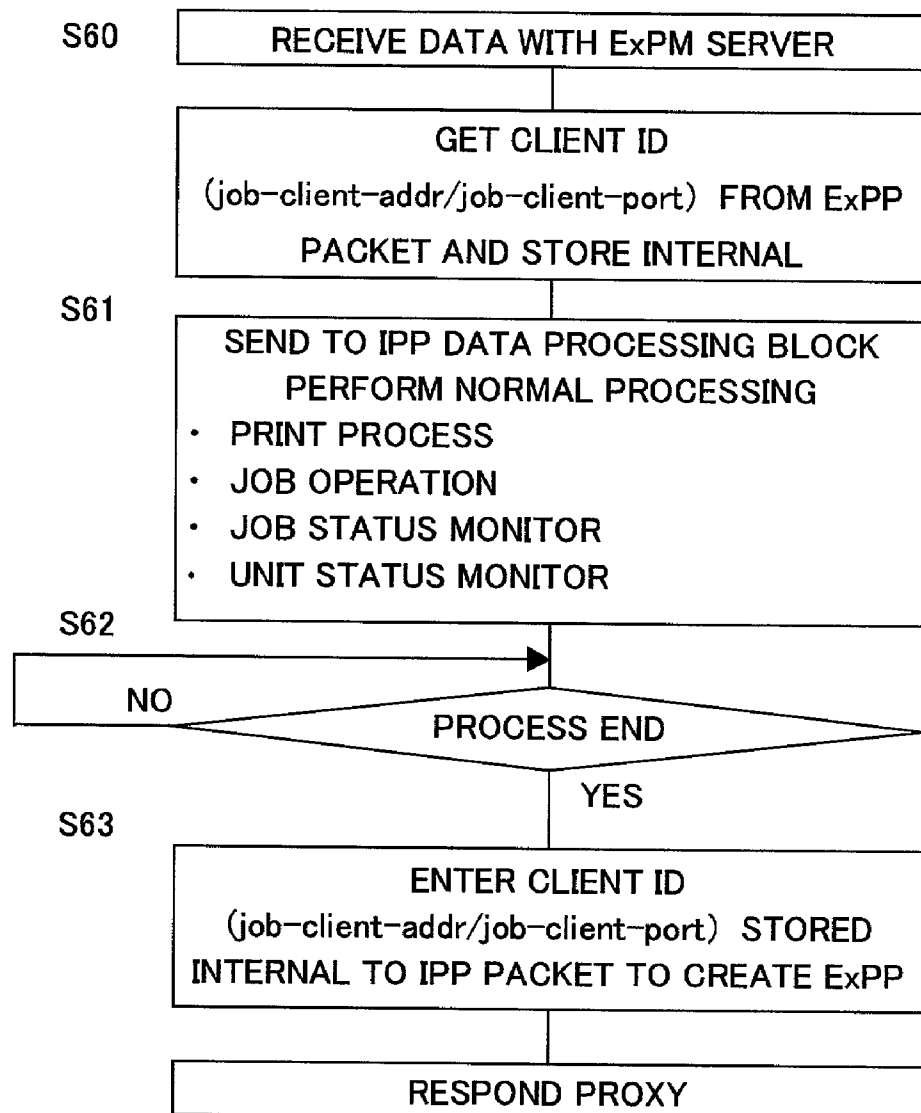 S60
RECEIVE DATA WITH ExPM SERVER
GET CLIENT ID
(job-client-addr/job-client-port) FROM ExPP
PACKET AND STORE INTERNAL
S61
SEND TO IPP DATA PROCESSING BLOCK
PERFORM NORMAL PROCESSING
· PRINT PROCESS
· JOB OPERATION
· JOB STATUS MONITOR
· UNIT STATUS MONITOR
S62
NO
PROCESS END
YES
S63
ENTER CLIENT ID
(job-client-addr/job-client-port) STORED
INTERNAL TO IPP PACKET TO CREATE ExPP
RESPOND PROXY